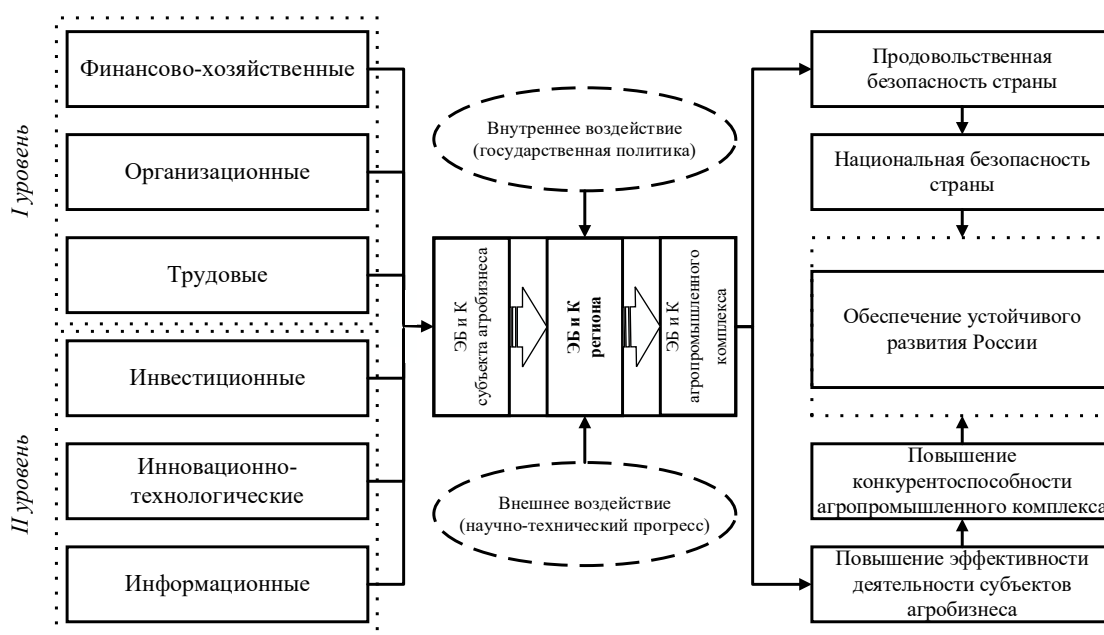 I уровень
Финансово-хозяйственные
Организационные
Трудовые
II уровень
Инвестиционные
Инновационно-
технологические
Информационные
Внутреннее воздействие
(государственная политика)
ЭБ и К
субъекта агробизнеса
ЭБ и К
региона
ЭБ и К
агропромышленного
комплекса
Внешнее воздействие
(научно-технический прогресс)
Продовольственная
безопасность страны
Национальная безопасность
страны
Обеспечение устойчивого
развития России
Повышение
конкурентоспособности
агропромышленного комплекса
Повышение эффективности
деятельности субъектов
агробизнеса